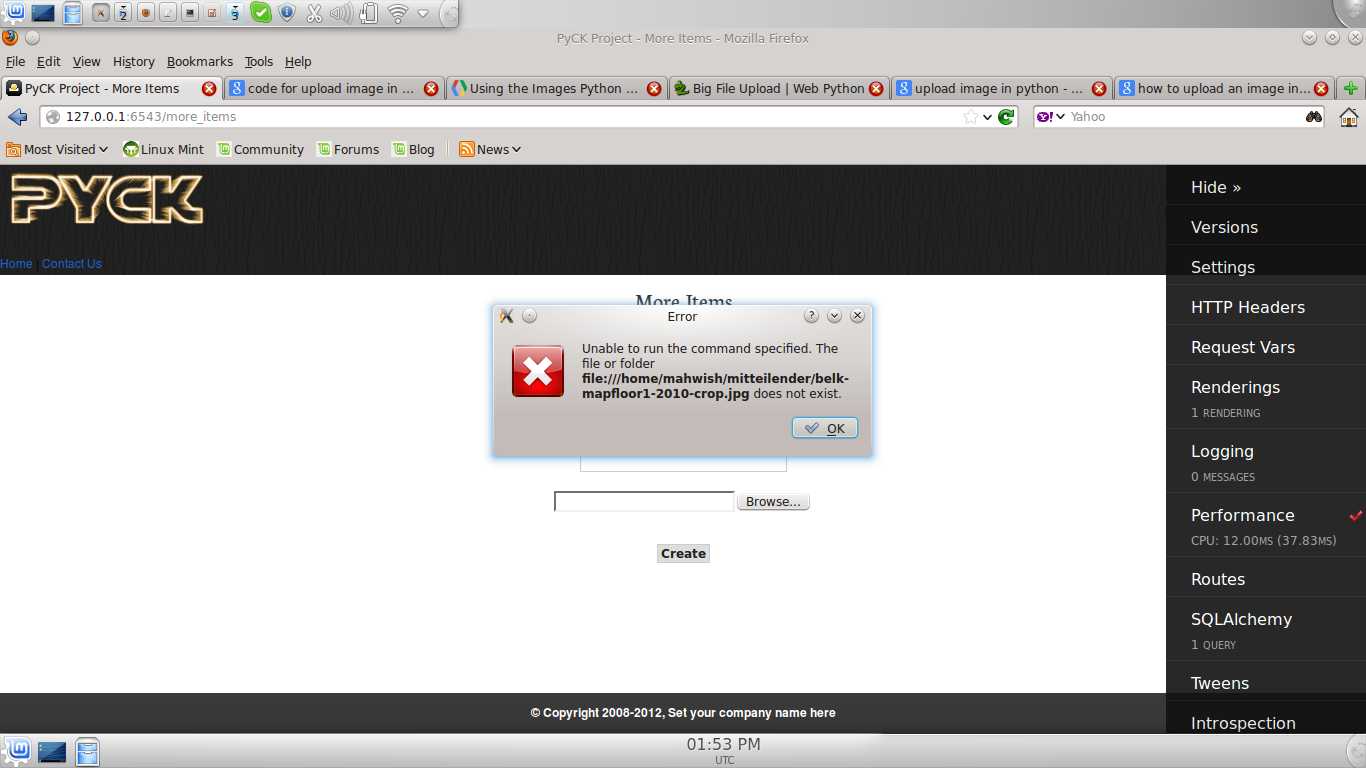 2
3
PyCK Project - More Items - Mozilla Firefox
File Edit View History Bookmarks Tools Help
PyCK Project - More Items
code for upload image in ...
Using the Images Python ...
Big File Upload | Web Python
upload image in python - ...
how to upload an image in...
127.0.0.1:6543/more_items
Y! Yahoo
Most Visited Linux Mint Community Forums Blog News
PYCK
Home | Contact Us
Hide »
Versions
Settings
HTTP Headers
Request Vars
Renderings
1 RENDERING
Logging
0 MESSAGES
Performance
CPU: 12.00MS (37.83MS)
Routes
SQLAlchemy
1 QUERY
Tweens
Introspection
More Items
Error
Unable to run the command specified. The
file or folder
file:///home/mahwish/mitteilender/belk-
mapfloor1-2010-crop.jpg does not exist.
OK
Browse...
Create
© Copyright 2008-2012, Set your company name here
01:53 PM
UTC